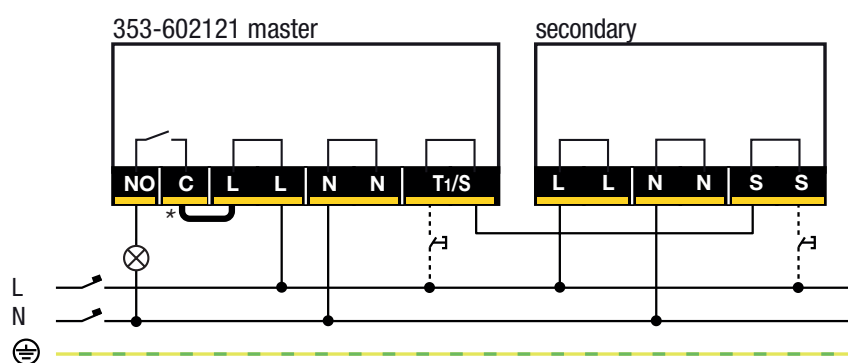 353-602121 master
secondary
NO C L L N N T1/S
L L N N S S
*
L
N